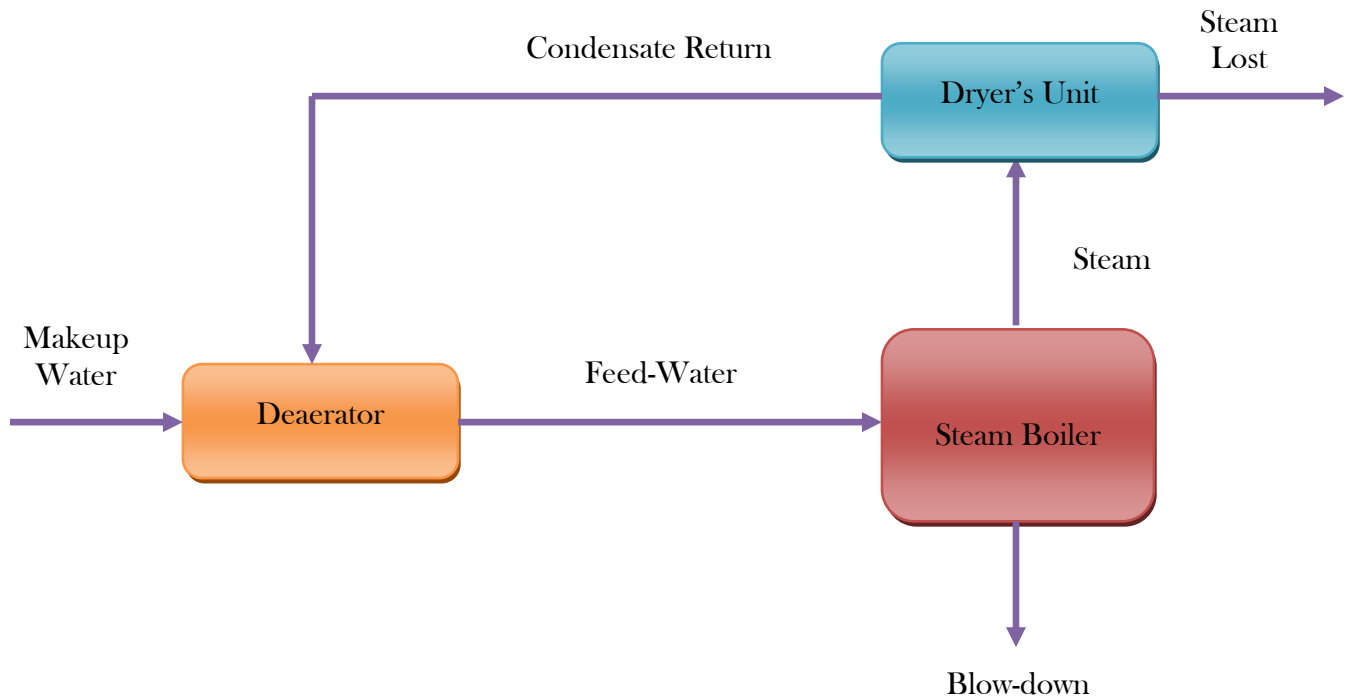 Steam
Lost
Condensate Return
Dryer's Unit
Steam
Makeup
Water
Feed-Water
Deaerator
Steam Boiler
Blow-down